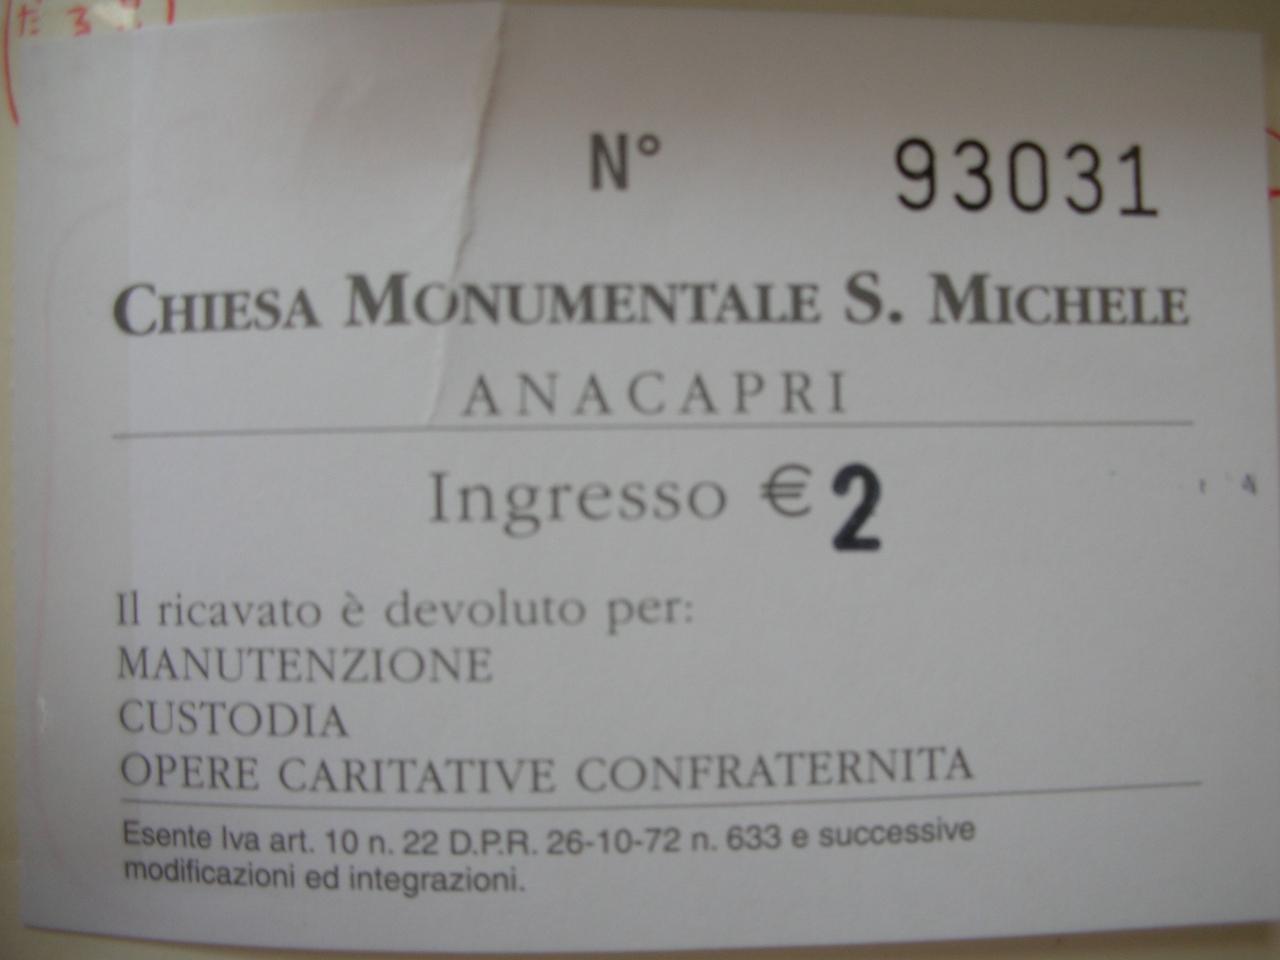 N° 93031
CHIESA MONUMENTALE S. MICHELE
ANACAPRI
Ingresso € 2
Il ricavato è devoluto per:
MANUTENZIONE
CUSTODIA
OPERE CARITATIVE CONFRATERNITA
Esente Iva art. 10 n. 22 D.P.R. 26-10-72 n. 633 e successive
modificazioni ed integrazioni.